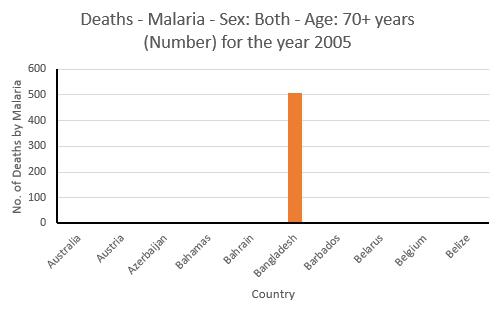 Deaths - Malaria - Sex: Both - Age: 70+ years
(Number) for the year 2005
No. of Deaths by Malaria
600
500
400
300
200
100
0
Australia
Austria
Azerbaijan
Bahamas
Bahrain
Bangladesh
Barbados
Belarus
Belgium
Belize
Country